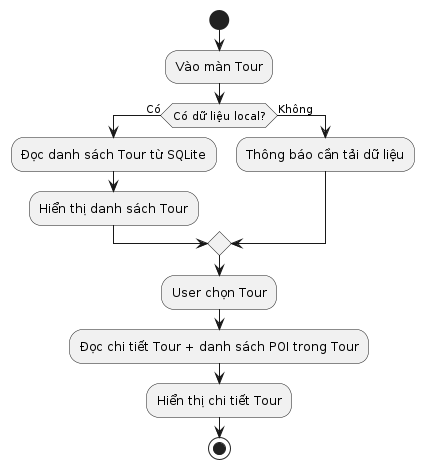 Vào màn Tour
Có
Có dữ liệu local?
Không
Đọc danh sách Tour từ SQLite
Thông báo cần tải dữ liệu
Hiển thị danh sách Tour
User chọn Tour
Đọc chi tiết Tour + danh sách POI trong Tour
Hiển thị chi tiết Tour